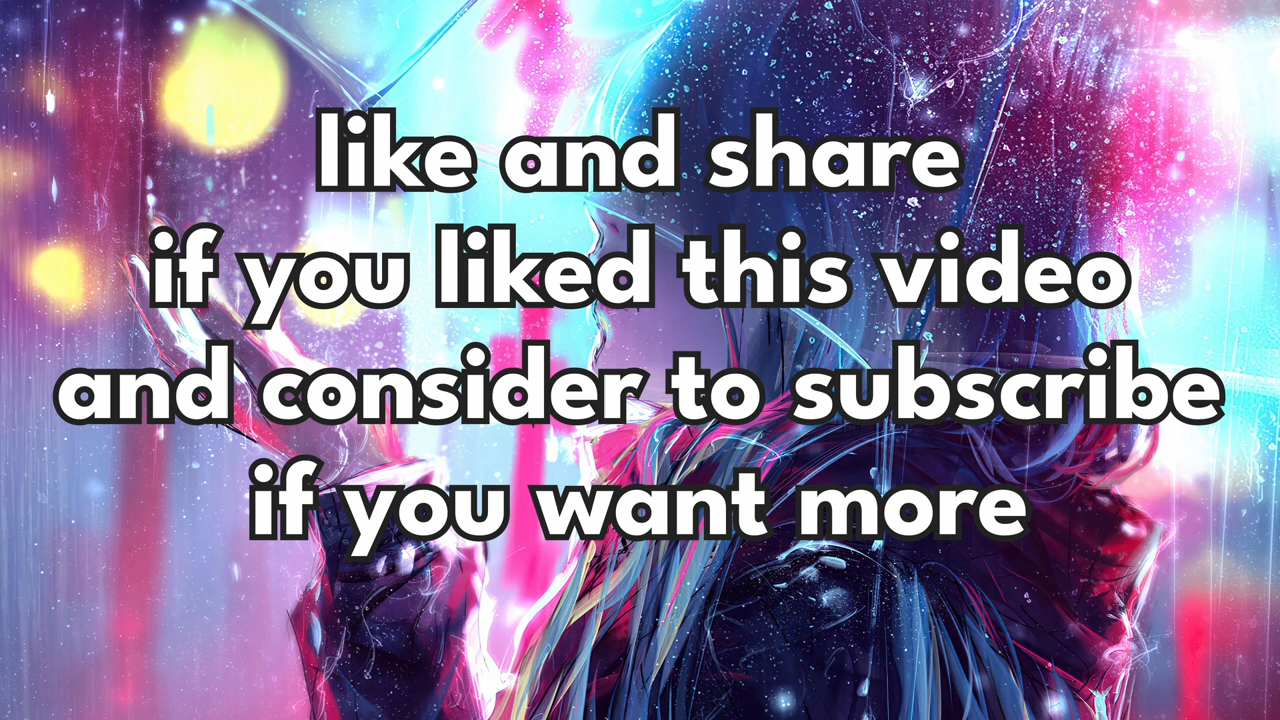 like and share
if you liked this video
and consider to subscribe
if you want more